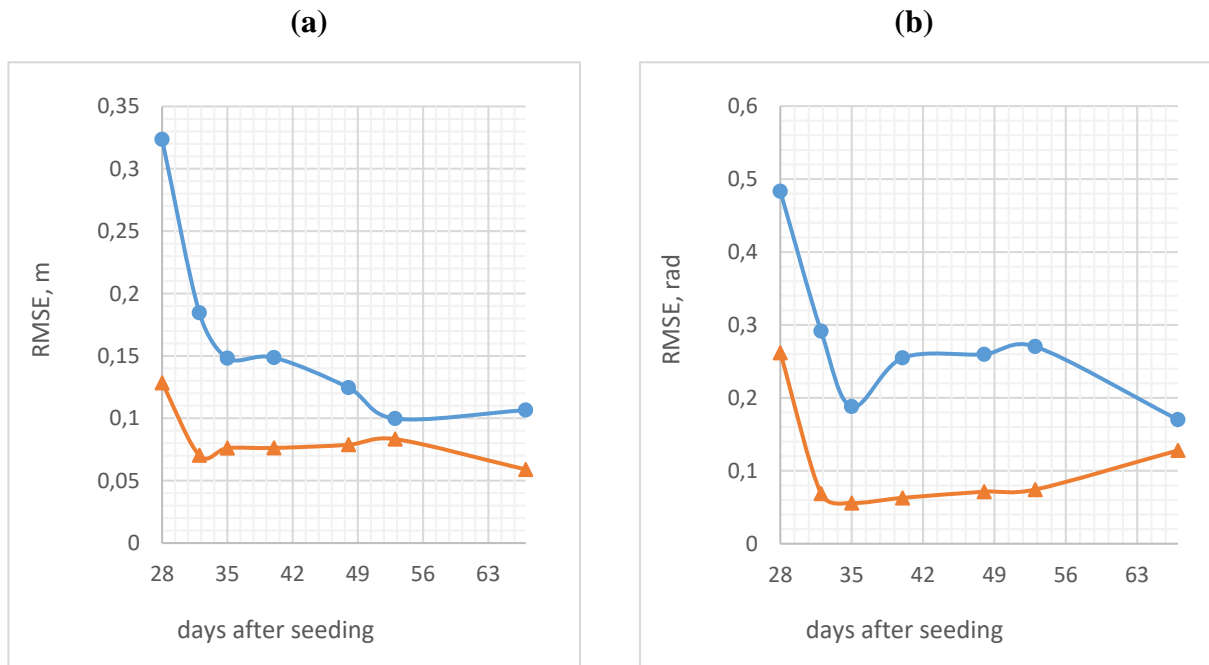 (a)
0,35
0,3
0,25
0,2
0,15
0,1
0,05
0
RMSE, m
28 35 42 49 56 63
days after seeding
(b)
0,6
0,5
0,4
0,3
0,2
0,1
0
RMSE, rad
28 35 42 49 56 63
days after seeding